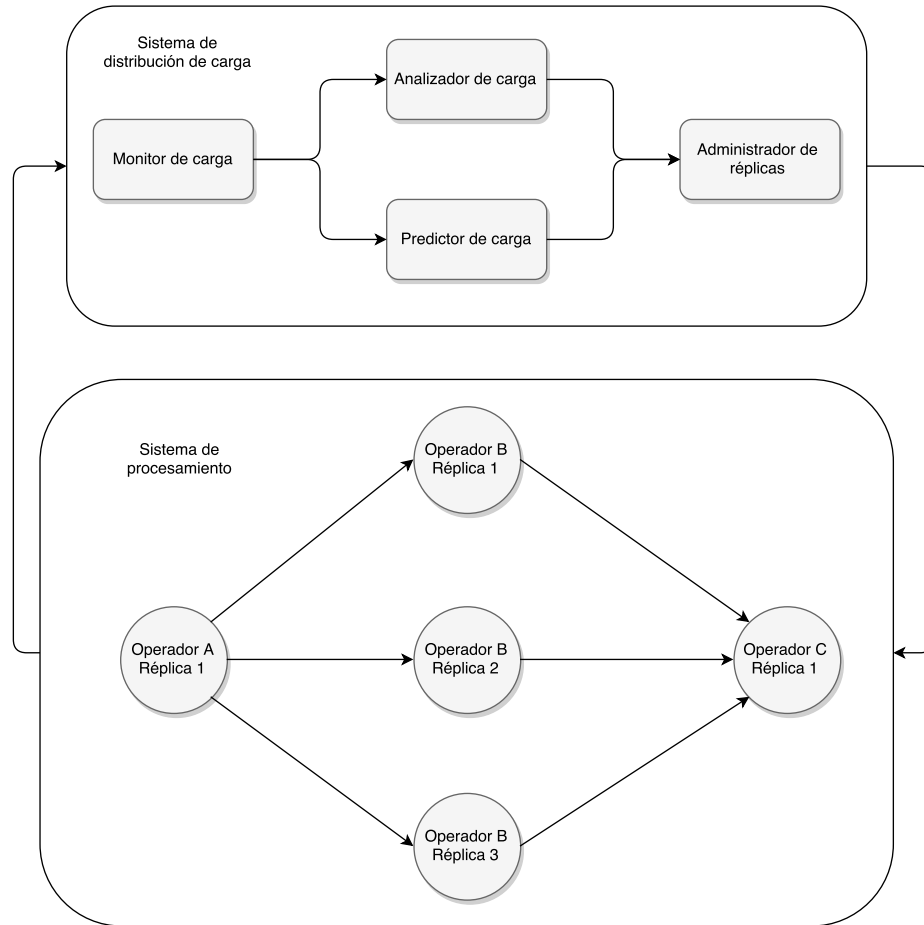 Sistema de
distribución de carga
Analizador de carga
Monitor de carga
Administrador de
réplicas
Predictor de carga
Sistema de
procesamiento
Operador B
Réplica 1
Operador A
Réplica 1
Operador B
Réplica 2
Operador C
Réplica 1
Operador B
Réplica 3